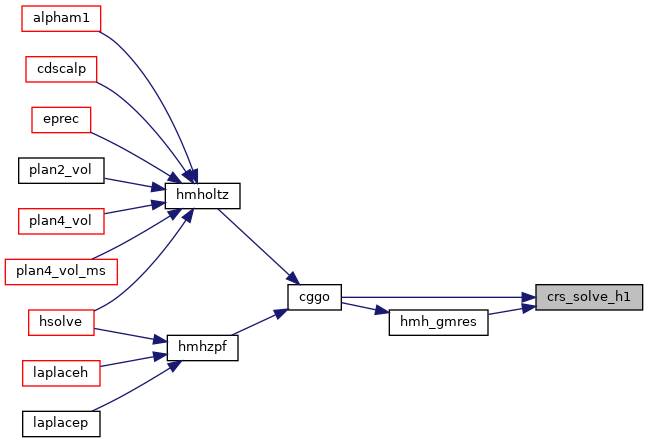 alpham1
cdscalp
eprec
plan2_vol
plan4_vol
plan4_vol_ms
hsolve
laplaceh
laplacep
hmholtz
hmhzpf
cggo
hmh_gmres
crs_solve_h1